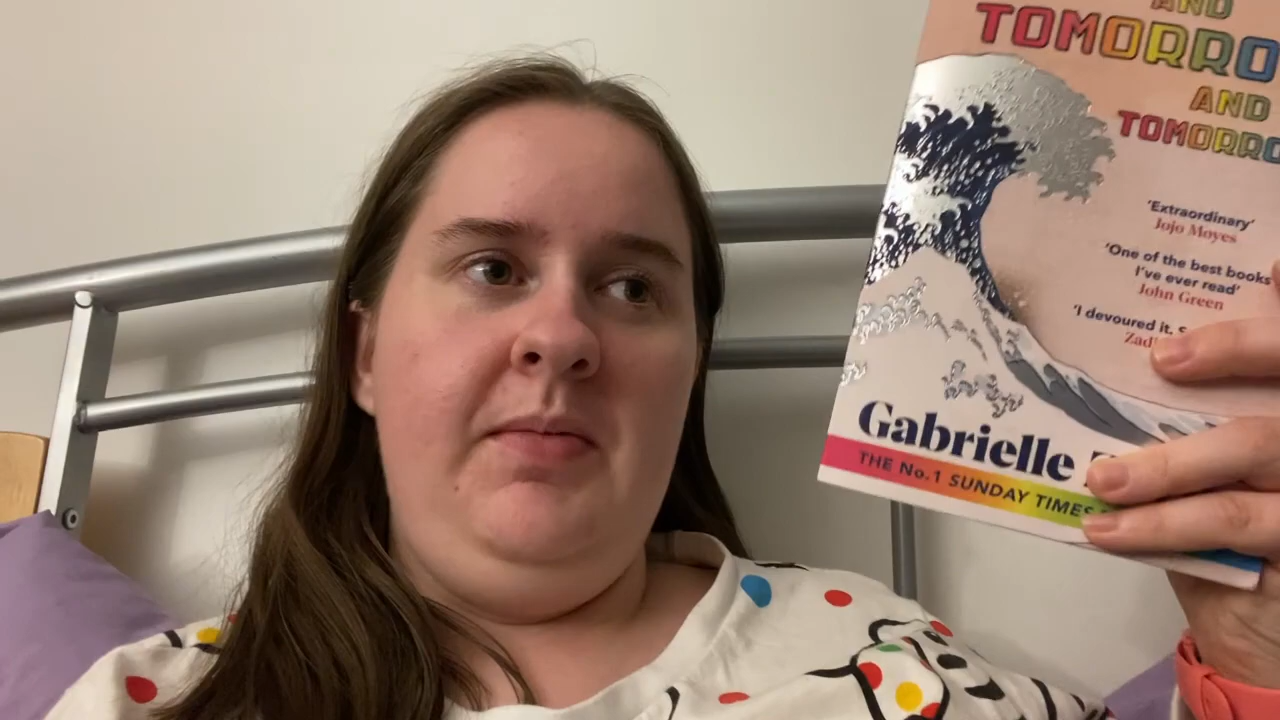 AND
TOMORRO
AND
TOMORRO
'Extraordinary'
Jojo Moyes
'One of the best books
I've ever read'
John Green
'I devoured it.
Gabrielle
THE No.1 SUNDAY TIMES